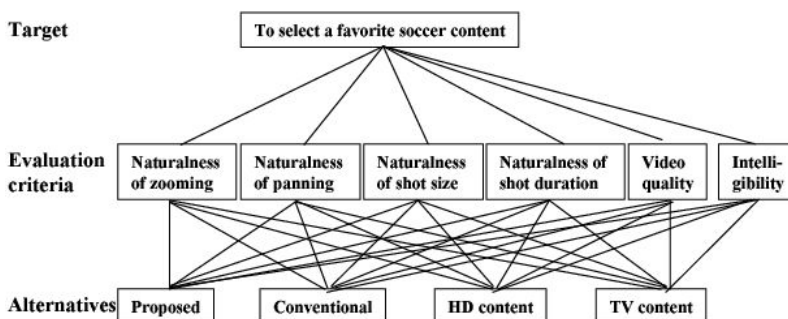 Target
To select a favorite soccer content
Evaluation
criteria
Naturalness
of zooming
Naturalness
of panning
Naturalness
of shot size
Naturalness of
shot duration
Video
quality
Intelli-
gibility
Alternatives
Proposed
Conventional
HD content
TV content